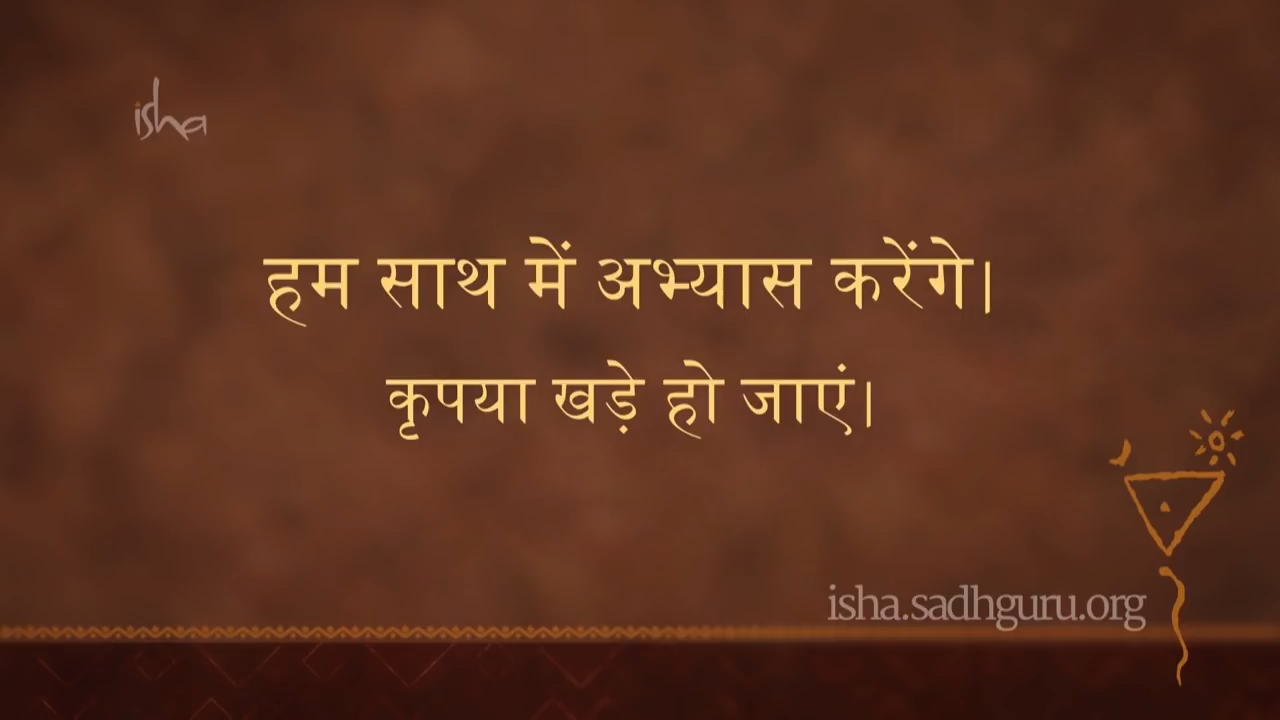 isha
हम साथ में अभ्यास करेंगे।
कृपया खड़े हो जाएं।
isha.sadhguru.org